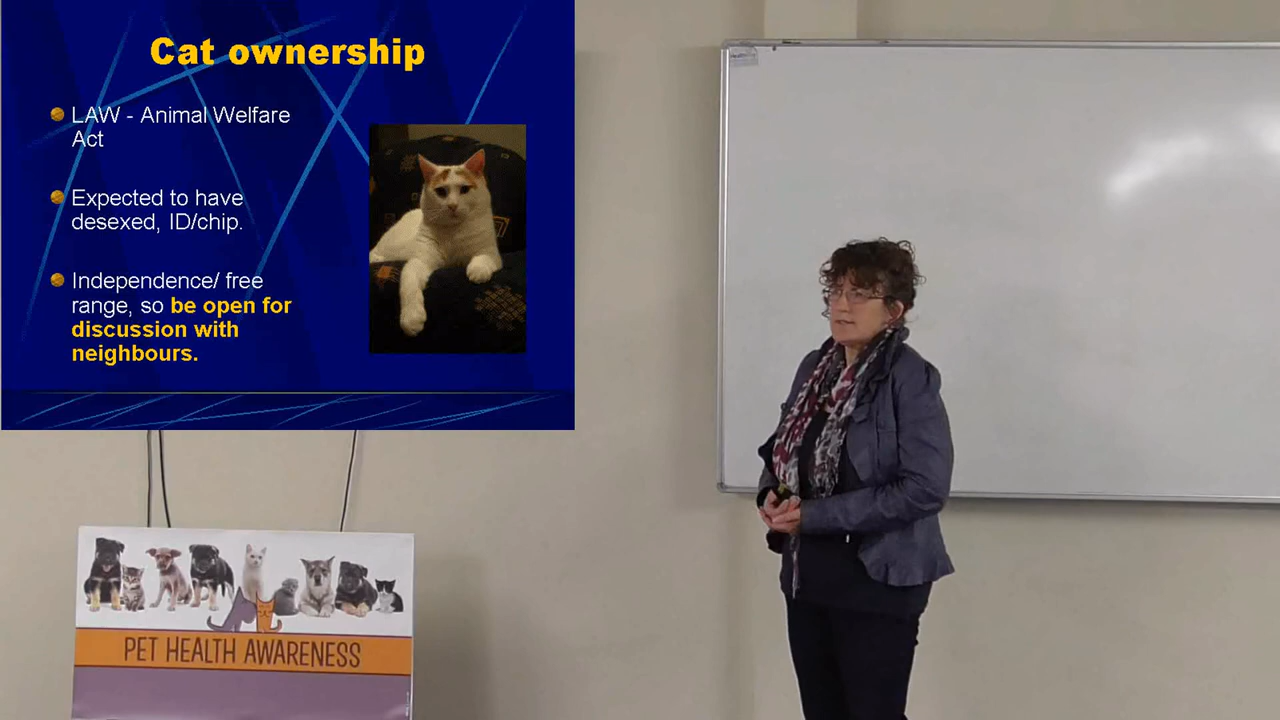 Cat ownership
LAW - Animal Welfare
Act
Expected to have
desexed, ID/chip.
Independence/ free
range, so be open for
discussion with
neighbours.
PET HEALTH AWARENESS